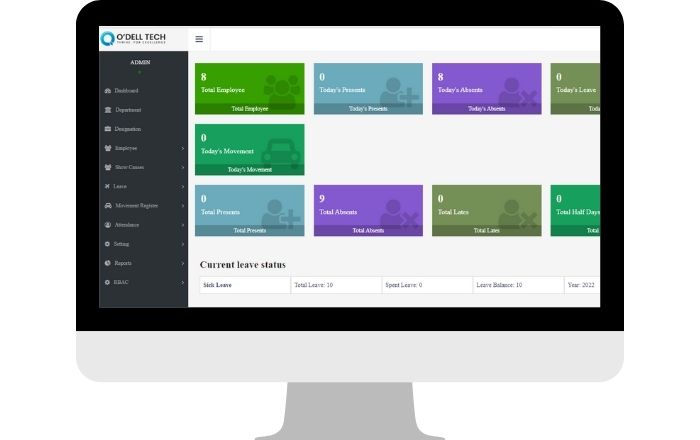 O'DELL TECH
THRIVE FOR EXCELLENCE
ADMIN
Dashboard
Department
Designation
Employee
Show Causes
Leave
Movement Register
Attendance
Setting
Reports
RBAC
8
Total Employee
Total Employee
0
Today's Presents
Today's Presents
8
Today's Absents
Today's Absents
0
Today's Leave
Toda
0
Today's Movement
Today's Movement
0
Total Presents
Total Presents
9
Total Absents
Total Absents
0
Total Lates
Total Lates
0
Total Half Days
Total
Current leave status
Sick Leave Total Leave: 10 Spent Leave: 0 Leave Balance: 10 Year: 2022